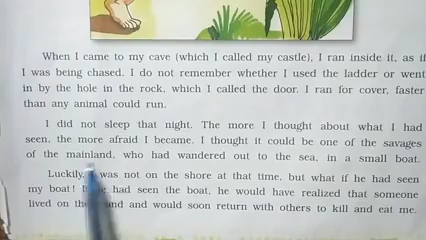 When I came to my cave (which I called my castle), I ran inside it, as if
I was being chased. I do not remember whether I used the ladder or went
in by the hole in the rock, which I called the door. I ran for cover, faster
than any animal could run.
I did not sleep that night. The more I thought about what I had
seen, the more afraid I became. I thought it could be one of the savages
of the mainland, who had wandered out to the sea, in a small boat.
Luckily, I was not on the shore at that time, but what if he had seen
my boat! If he had seen the boat, he would have realized that someone
lived on the island and would soon return with others to kill and eat me.